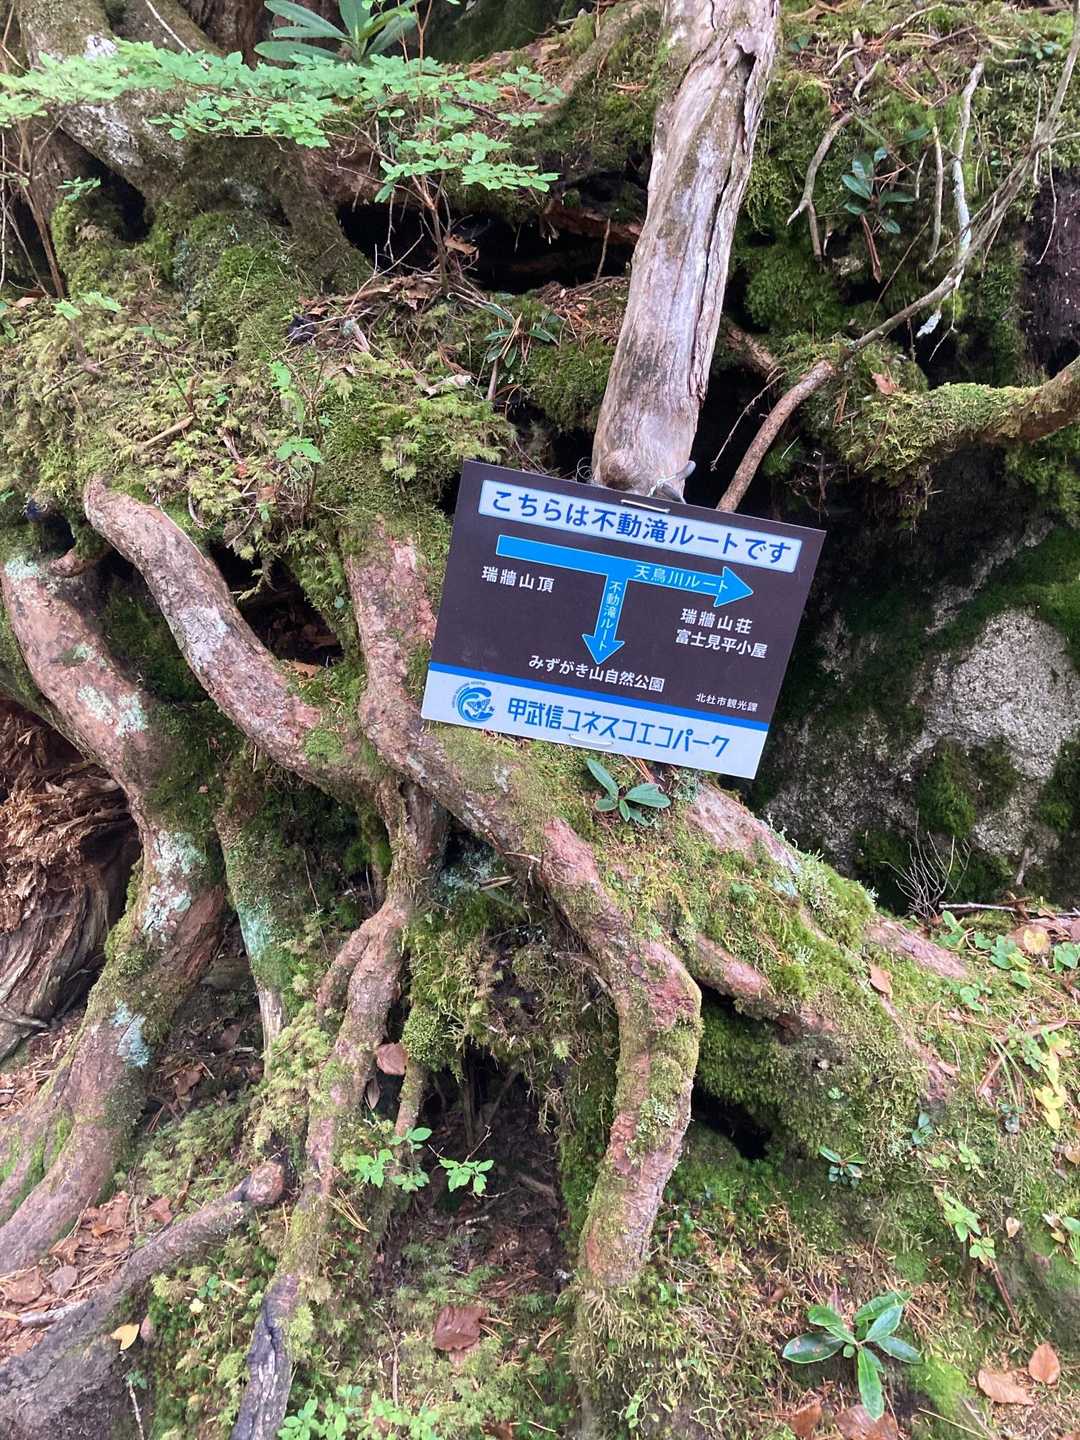 こちらは不動滝ルートです
天鳥川ルート
瑞牆山頂
不動滝ルート
瑞牆山荘
富士見平小屋
みずがき山自然公園
北杜市観光課
甲武信ユネスコエコパーク